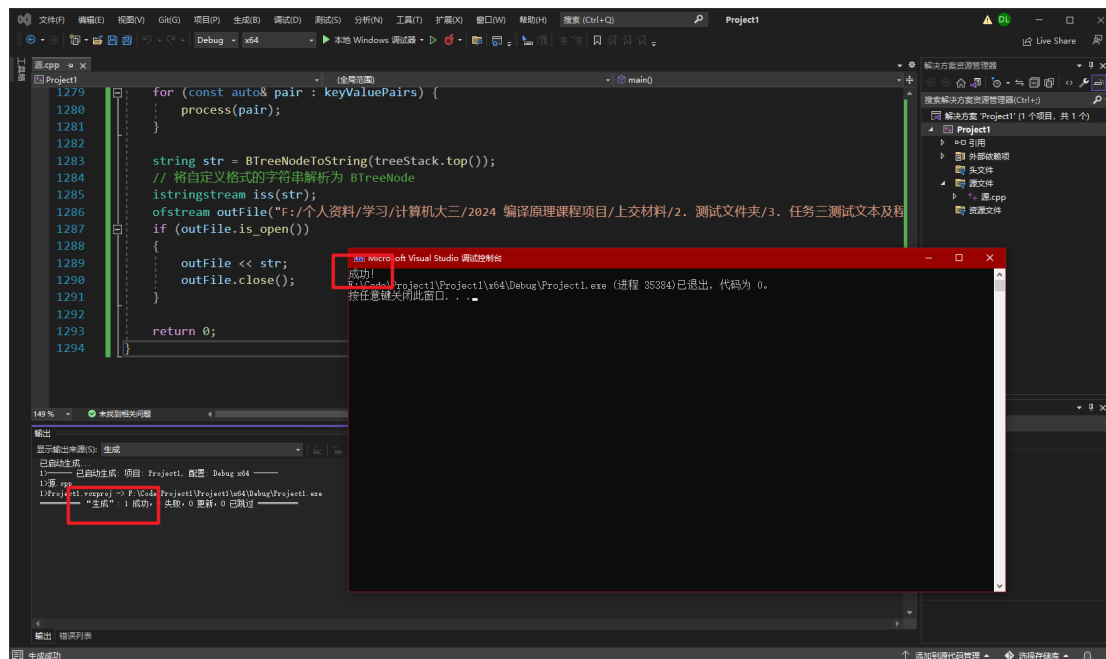 文件(F) 编辑(E) 视图(V) Git(G) 项目(P) 生成(B) 调试(D) 测试(S) 分析(N) 工具(T) 扩展(X) 窗口(W) 帮助(H) 搜索 (Ctrl+Q) Project1 DL
Debug x64 本地 Windows 调试器 Live Share
工具箱
源.cpp
Project1 (全局范围) main()
1279 for (const auto& pair : keyValuePairs) {
1280 process(pair);
1281 }
1282
1283 string str = BTreeNodeToString(treeStack.top());
1284 // 将自定义格式的字符串解析为 BTreeNode
1285 istringstream iss(str);
1286 ofstream outFile("F:/个人资料/学习/计算机大三/2024 编译原理课程项目/上交材料/2. 测试文件夹/3. 任务三测试文本及程
1287 if (outFile.is_open())
1288 {
1289 outFile << str;
1290 outFile.close();
1291 }
1292
1293 return 0;
1294 }
149 % 未找到相关问题
解决方案资源管理器
搜索解决方案资源管理器(Ctrl+;)
解决方案 'Project1' (1 个项目，共 1 个)
Project1
引用
外部依赖项
头文件
源文件
源.cpp
资源文件
Microsoft Visual Studio 调试控制台
成功!
F:\Code\Project1\Project1\x64\Debug\Project1.exe (进程 35384)已退出，代码为 0。
按任意键关闭此窗口. . .
输出
显示输出来源(S): 生成
已启动生成...
1>—— 已启动生成: 项目: Project1, 配置: Debug x64 ——
1>源.cpp
1>Project1.vcxproj -> F:\Code\Project1\Project1\x64\Debug\Project1.exe
—— "生成": 1 成功，失败，0 更新，0 已跳过 ——
输出 错误列表
生成成功 添加到源代码管理 选择存储库